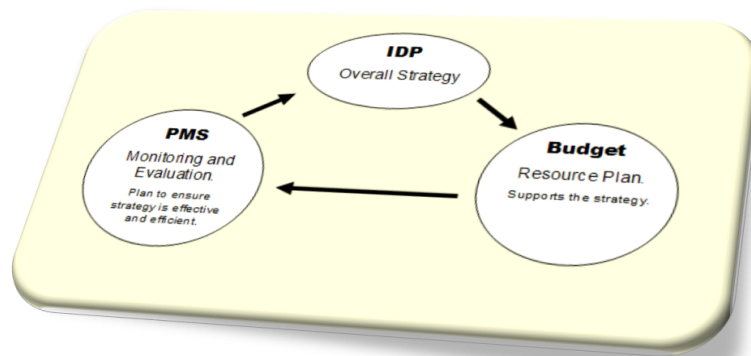 IDP
Overall Strategy
PMS
Monitoring and
Evaluation.
Plan to ensure
strategy is effective
and efficient.
Budget
Resource Plan.
Supports the strategy.